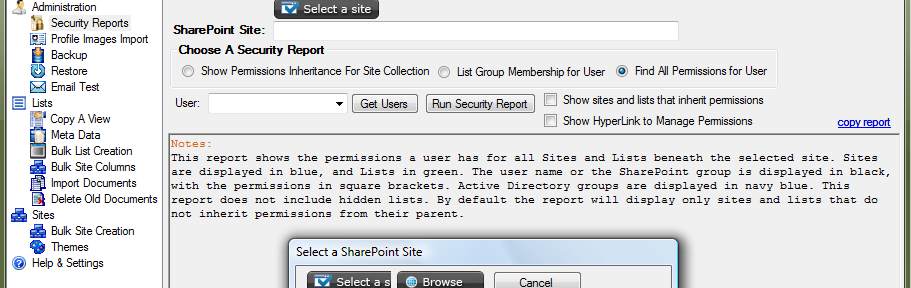 Administration
Security Reports
Profile Images Import
Backup
Restore
Email Test
Lists
Copy A View
Meta Data
Bulk List Creation
Bulk Site Columns
Import Documents
Delete Old Documents
Sites
Bulk Site Creation
Themes
Help & Settings
Select a site
SharePoint Site:
Choose A Security Report
Show Permissions Inheritance For Site Collection List Group Membership for User Find All Permissions for User
User: Get Users Run Security Report Show sites and lists that inherit permissions
Show HyperLink to Manage Permissions copy report
Notes:
This report shows the permissions a user has for all Sites and Lists beneath the selected site. Sites
are displayed in blue, and Lists in green. The user name or the SharePoint group is displayed in black,
with the permissions in square brackets. Active Directory groups are displayed in navy blue. This
report does not include hidden lists. By default the report will display only sites and lists that do
not inherit permissions from their parent.
Select a SharePoint Site
Select a s Browse Cancel